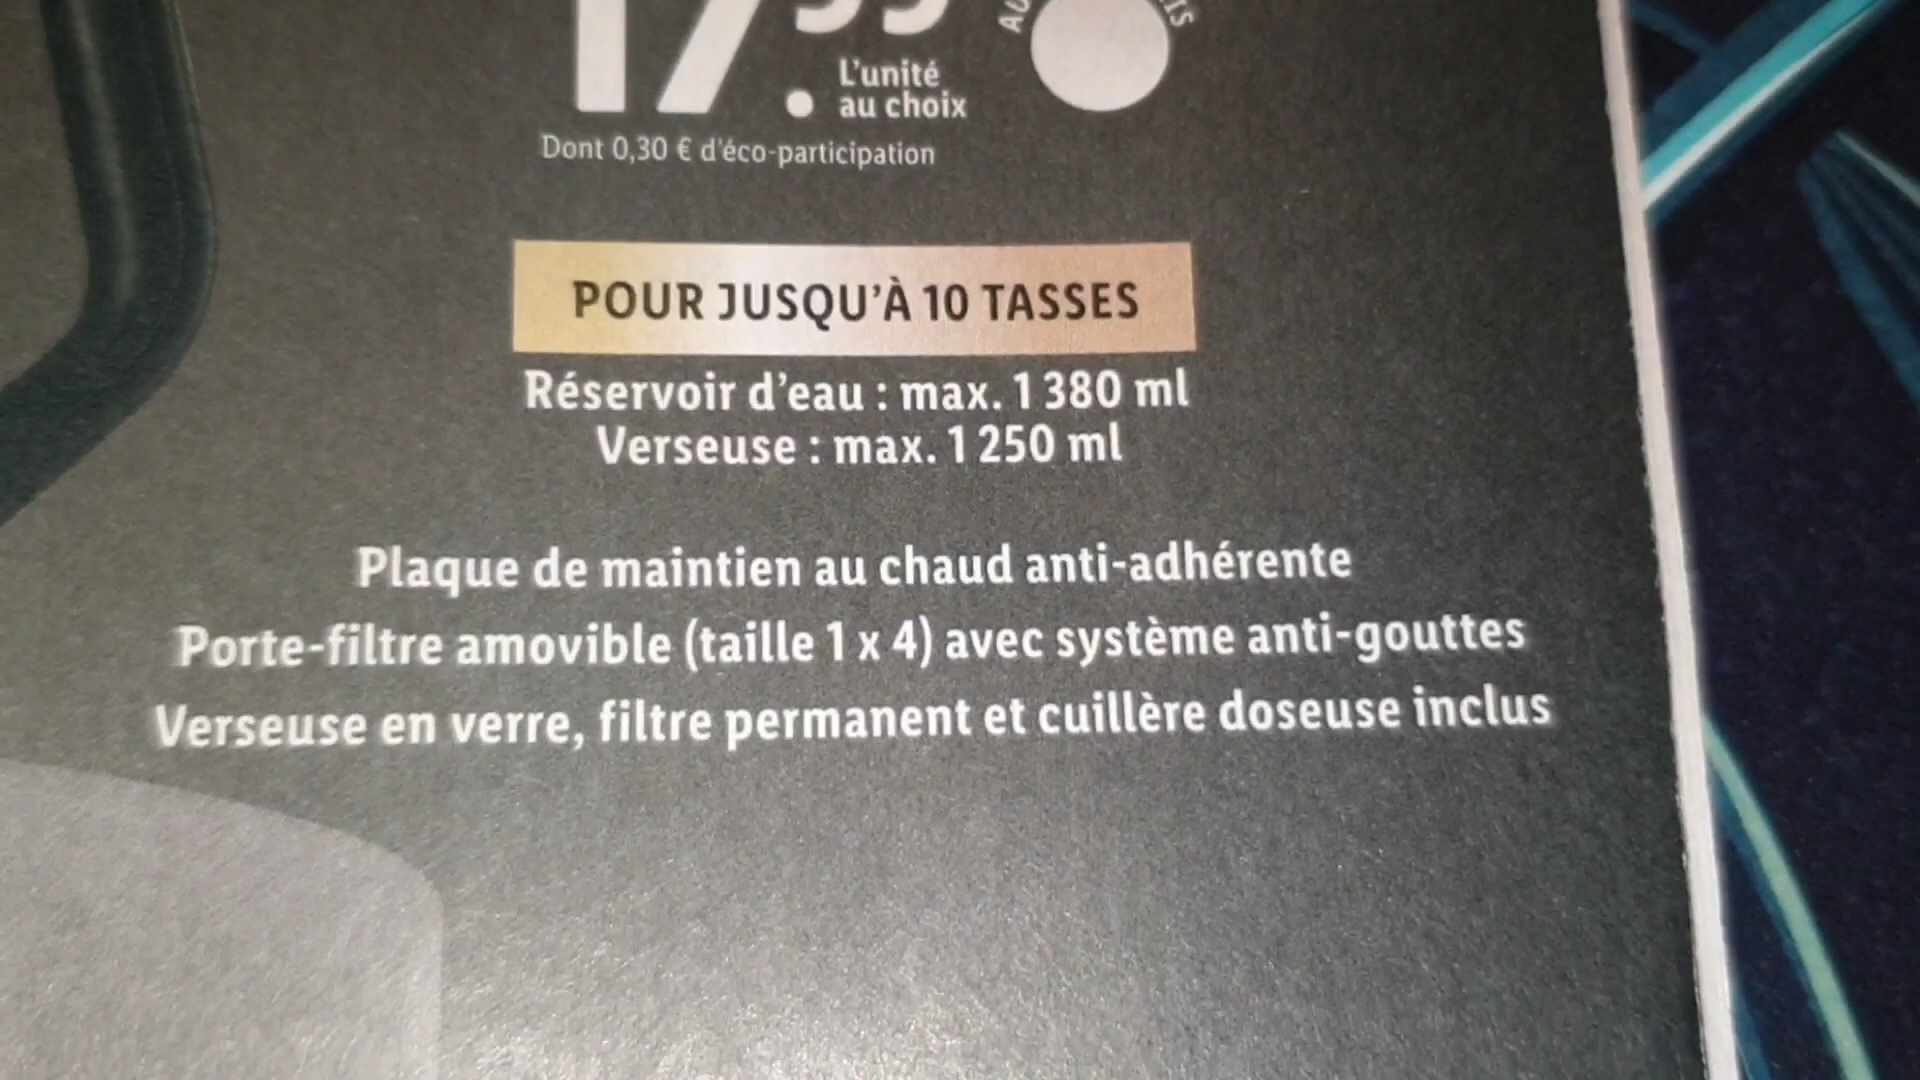 17.99
L'unité
au choix
Dont 0,30 € d'éco-participation
POUR JUSQU'À 10 TASSES
Réservoir d'eau : max. 1 380 ml
Verseuse : max. 1 250 ml
Plaque de maintien au chaud anti-adhérente
Porte-filtre amovible (taille 1 x 4) avec système anti-gouttes
Verseuse en verre, filtre permanent et cuillère doseuse inclus